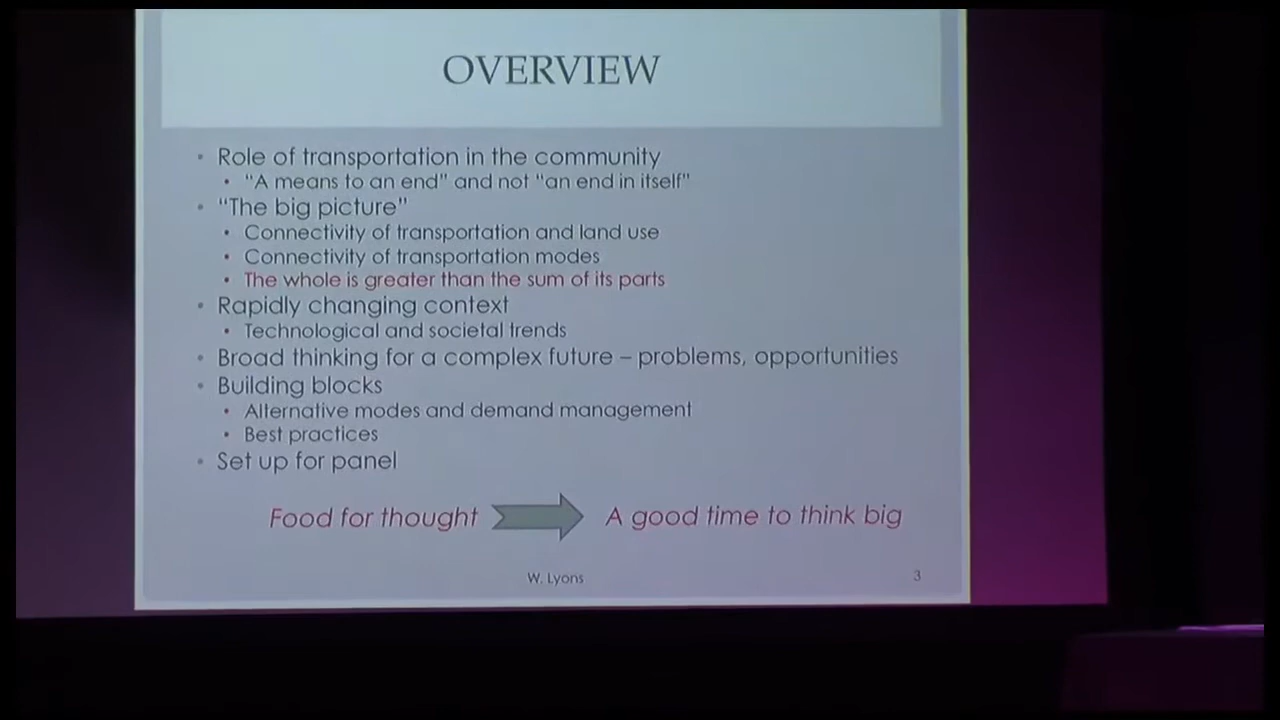 OVERVIEW
• Role of transportation in the community
• “A means to an end” and not “an end in itself”
• “The big picture”
• Connectivity of transportation and land use
• Connectivity of transportation modes
• The whole is greater than the sum of its parts
• Rapidly changing context
• Technological and societal trends
• Broad thinking for a complex future – problems, opportunities
• Building blocks
• Alternative modes and demand management
• Best practices
• Set up for panel
Food for thought A good time to think big
W. Lyons 3